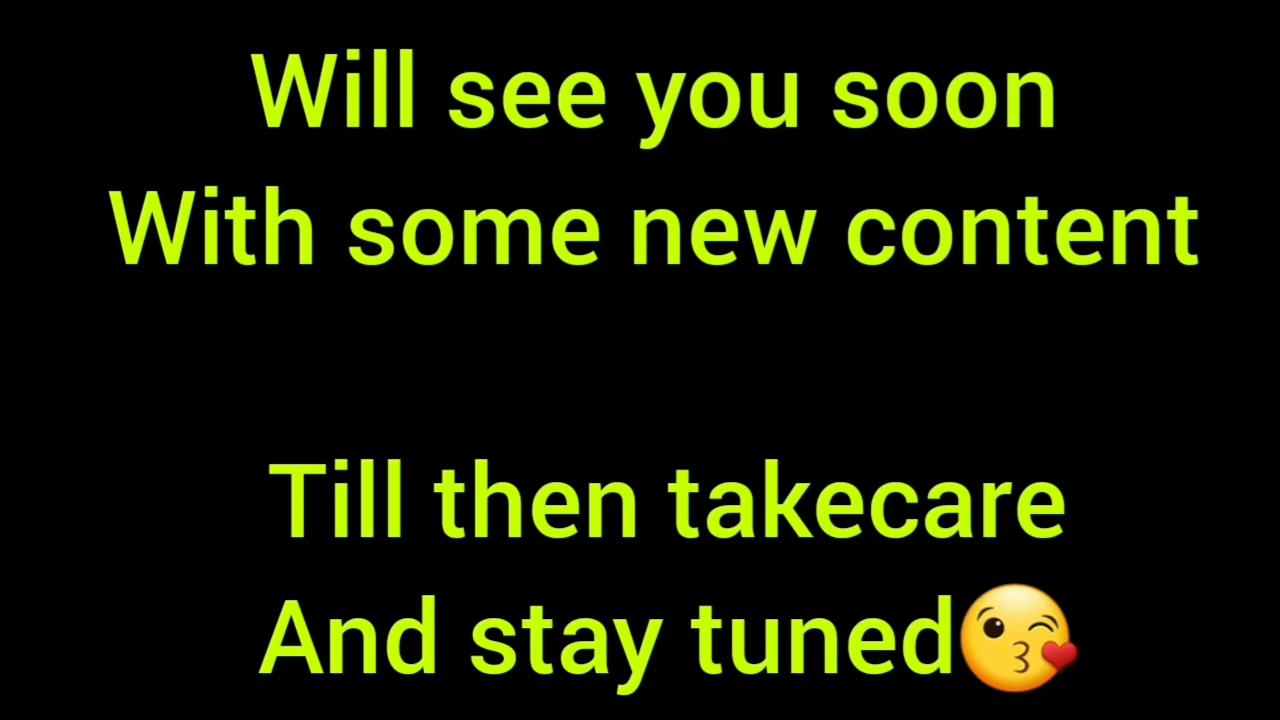 Will see you soon
With some new content
Till then takecare
And stay tuned😘